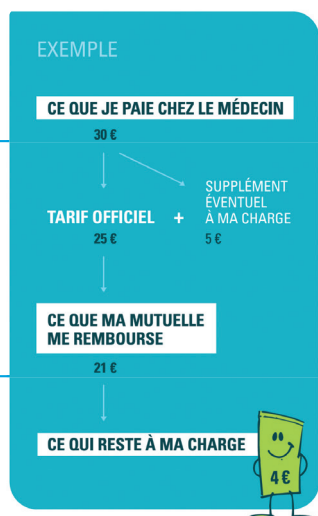 EXEMPLE
CE QUE JE PAIE CHEZ LE MÉDECIN
30 €
TARIF OFFICIEL
25 €
+
SUPPLÉMENT
ÉVENTUEL
À MA CHARGE
5 €
CE QUE MA MUTUELLE
ME REMBOURSE
21 €
CE QUI RESTE À MA CHARGE
4€